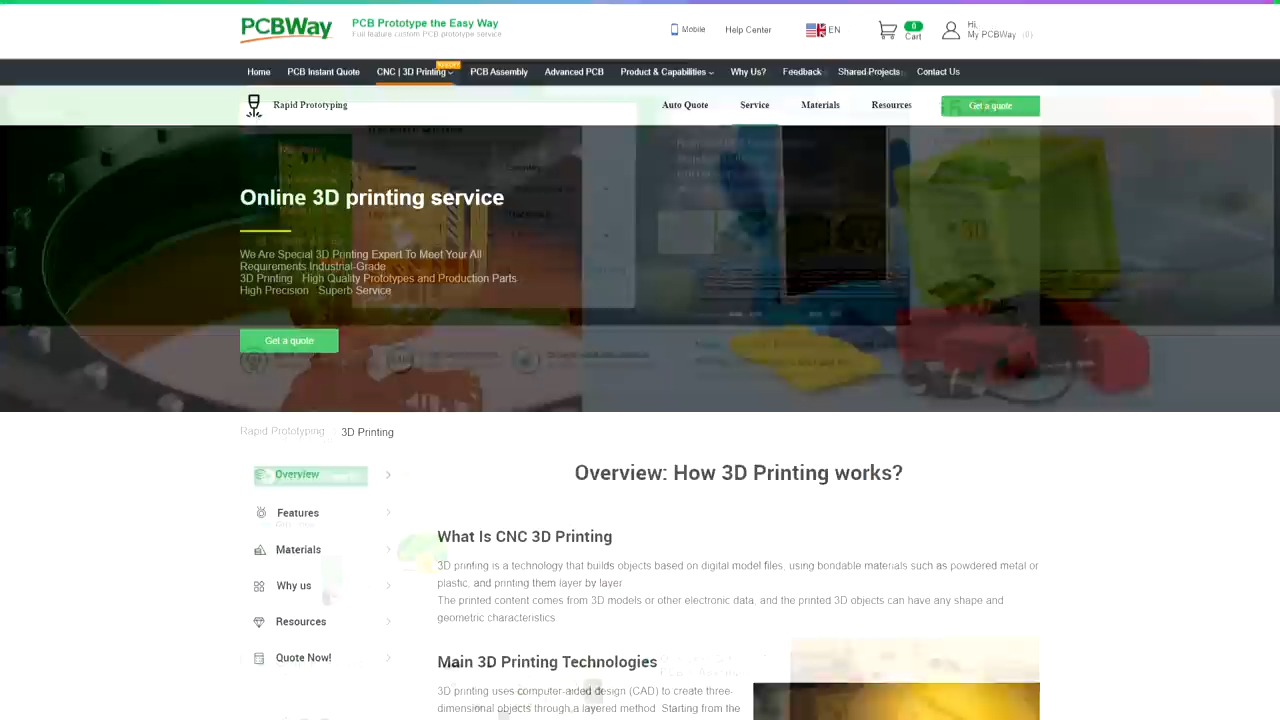 PCBWay
PCB Prototype the Easy Way
Full feature custom PCB prototype service
Mobile
Help Center
EN
0
Cart
Hi,
My PCBWay (0)
Home
PCB Instant Quote
CNC | 3D Printing
PCB Assembly
Advanced PCB
Product & Capabilities
Why Us?
Feedback
Shared Projects
Contact Us
Rapid Prototyping
Auto Quote
Service
Materials
Resources
Get a quote
Online 3D printing service
We Are Special 3D Printing Expert To Meet Your All
Requirements Industrial-Grade
3D Printing High Quality Prototypes and Production Parts
High Precision Superb Service
Get a quote
Rapid Prototyping
3D Printing
Overview
Features
Materials
Why us
Resources
Quote Now!
Overview: How 3D Printing works?
What Is CNC 3D Printing
3D printing is a technology that builds objects based on digital model files, using bondable materials such as powdered metal or
plastic, and printing them layer by layer
The printed content comes from 3D models or other electronic data, and the printed 3D objects can have any shape and
geometric characteristics.
Main 3D Printing Technologies
3D printing uses computer-aided design (CAD) to create three-
dimensional objects through a layered method. Starting from the